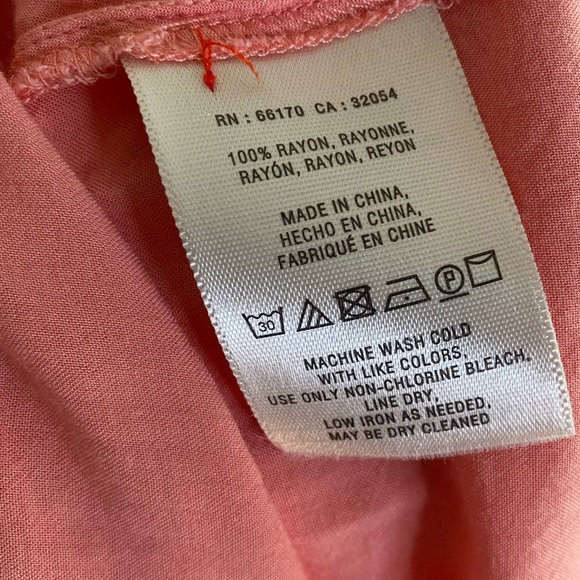 RN : 66170 CA : 32054
100% RAYON, RAYONNE,
RAYÓN, RAYON, REYON
MADE IN CHINA,
HECHO EN CHINA,
FABRIQUÉ EN CHINE
30 P
MACHINE WASH COLD
WITH LIKE COLORS,
USE ONLY NON-CHLORINE BLEACH,
LINE DRY,
LOW IRON AS NEEDED,
MAY BE DRY CLEANED